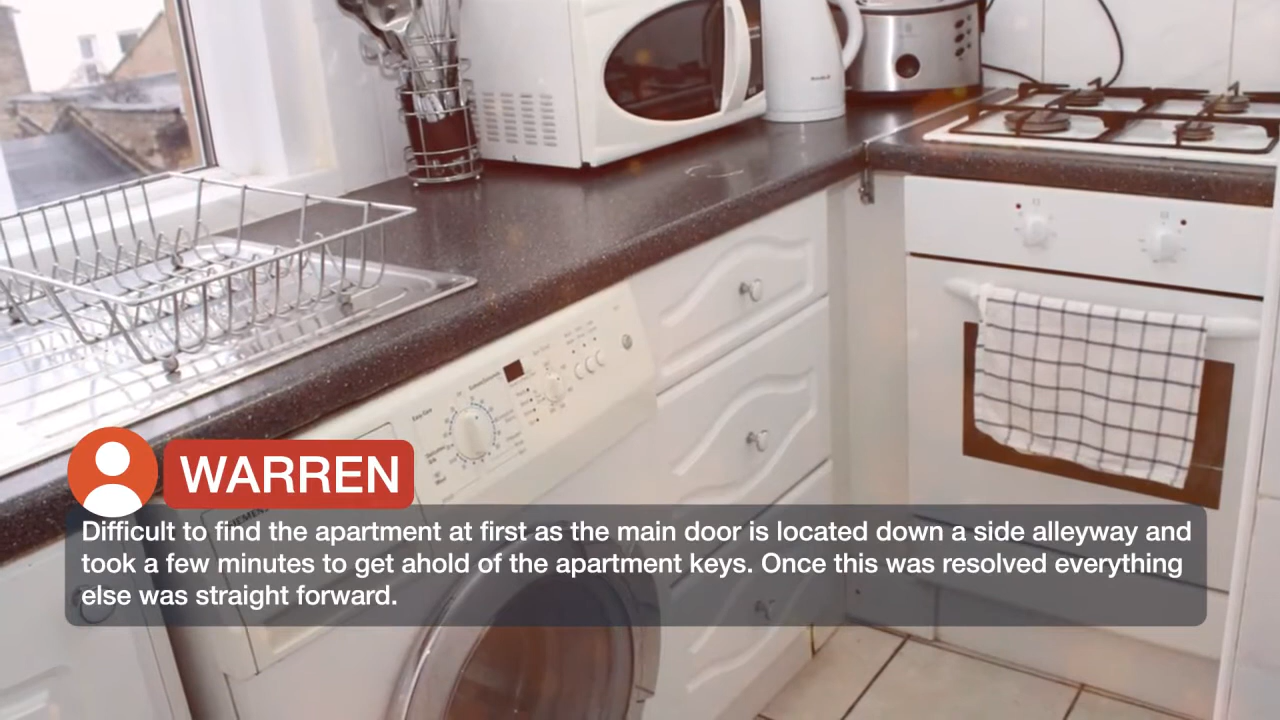 WARREN
Difficult to find the apartment at first as the main door is located down a side alleyway and
took a few minutes to get ahold of the apartment keys. Once this was resolved everything
else was straight forward.